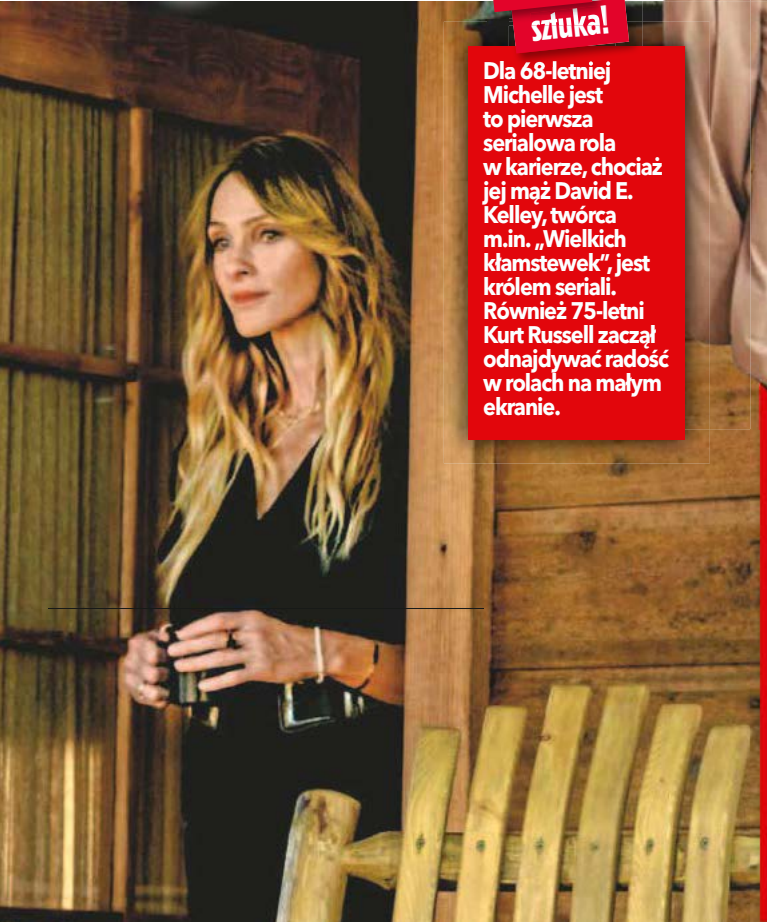 sztuka!
Dla 68-letniej
Michelle jest
to pierwsza
serialowa rola
w karierze, chociaż
jej mąż David E.
Kelley, twórca
m.in. „Wielkich
kłamstewek”, jest
królem seriali.
Również 75-letni
Kurt Russell zaczął
odnajdywać radość
w rolach na małym
ekranie.